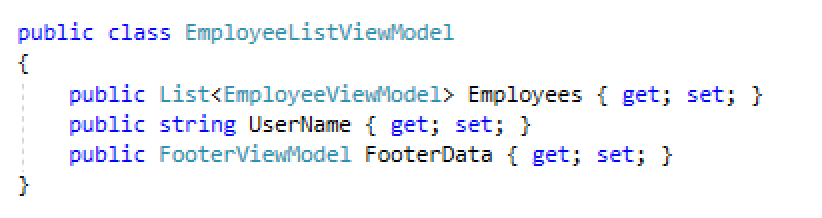 public class EmployeeListViewModel
{
public List<EmployeeViewModel> Employees { get; set; }
public string UserName { get; set; }
public FooterViewModel FooterData { get; set; }
}